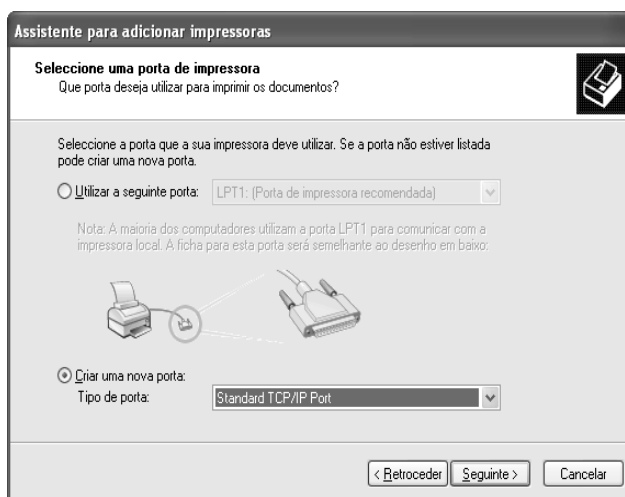 Assistente para adicionar impressoras
Seleccione uma porta de impressora
Que porta deseja utilizar para imprimir os documentos?
Seleccione a porta que a sua impressora deve utilizar. Se a porta não estiver listada
pode criar uma nova porta.
Utilizar a seguinte porta: LPT1: (Porta de impressora recomendada)
Nota: A maioria dos computadores utilizam a porta LPT1 para comunicar com a
impressora local. A ficha para esta porta será semelhante ao desenho em baixo:
Criar uma nova porta:
Tipo de porta: Standard TCP/IP Port
< Retroceder Seguinte > Cancelar